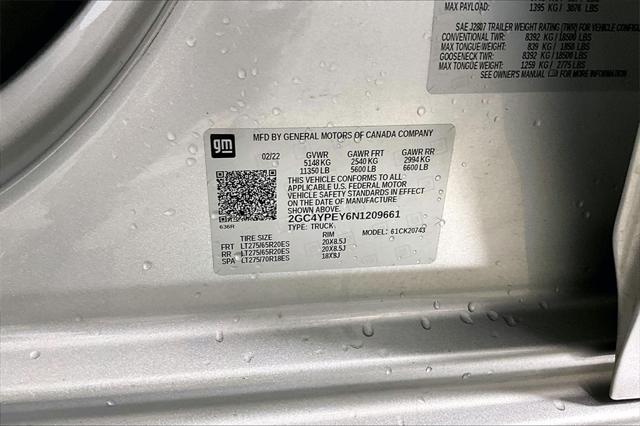 MAX PAYLOAD: 1395 KG / 3076 LBS
SAE J2807 TRAILER WEIGHT RATING (TWR) FOR VEHICLE
CONVENTIONAL TWR: 8392 KG / 18500 LBS
MAX TONGUE WEIGHT: 839 KG / 1850 LBS
GOOSENECK TWR: 8392 KG / 18500 LBS
MAX TONGUE WEIGHT: 1259 KG / 2775 LBS
SEE OWNER'S MANUAL FOR MORE INFORMATION
gm
MFD BY GENERAL MOTORS OF CANADA COMPANY
02/22 GVWR GAWR FRT GAWR RR
5148 KG 2540 KG 2994 KG
11350 LB 5600 LB 6600 LB
THIS VEHICLE CONFORMS TO ALL
APPLICABLE U.S. FEDERAL MOTOR
VEHICLE SAFETY STANDARDS IN EFFECT
ON THE DATE OF MANUFACTURE SHOWN ABOVE.
2GC4YPEY6N1209661
636R TYPE: TRUCK MODEL: 61CK20743
TIRE SIZE RIM
FRT LT275/65R20ES 20X8.5J
RR LT275/65R20ES 20X8.5J
SPA LT275/70R18ES 18X8J